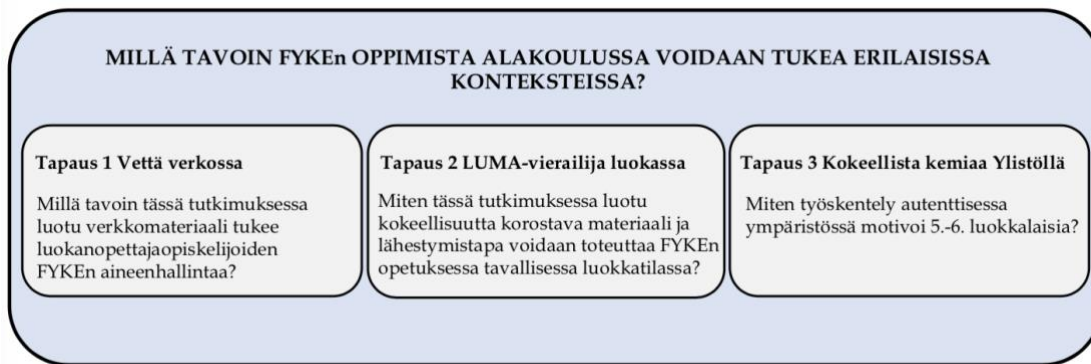 MILLÄ TAVOIN FYKEn OPPIMISTA ALAKOULUSSA VOIDAAN TUKEA ERILAISISSA
KONTEKSTEISSA?
Tapaus 1 Vettä verkossa
Millä tavoin tässä tutkimuksessa
luotu verkkomateriaali tukee
luokanopettajaopiskelijoiden
FYKEn aineenhallintaa?
Tapaus 2 LUMA-vierailija luokassa
Miten tässä tutkimuksessa luotu
kokeellisuutta korostava materiaali ja
lähestymistapa voidaan toteuttaa FYKEn
opetuksessa tavallisessa luokkatilassa?
Tapaus 3 Kokeellista kemiaa Ylistöllä
Miten työskentely autenttisessa
ympäristössä motivoi 5.-6. luokkalaisia?